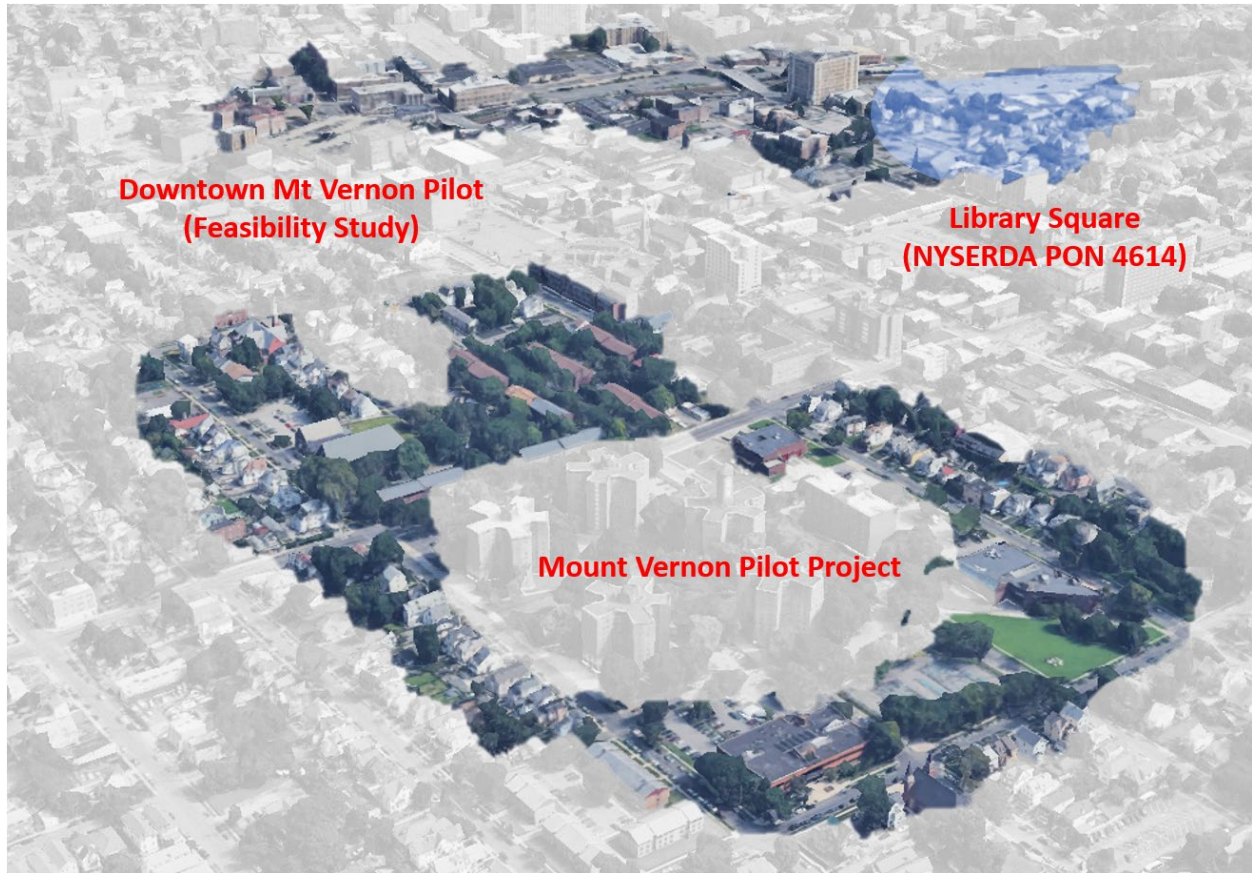 Downtown Mt Vernon Pilot
(Feasibility Study)
Library Square
(NYSERDA PON 4614)
Mount Vernon Pilot Project